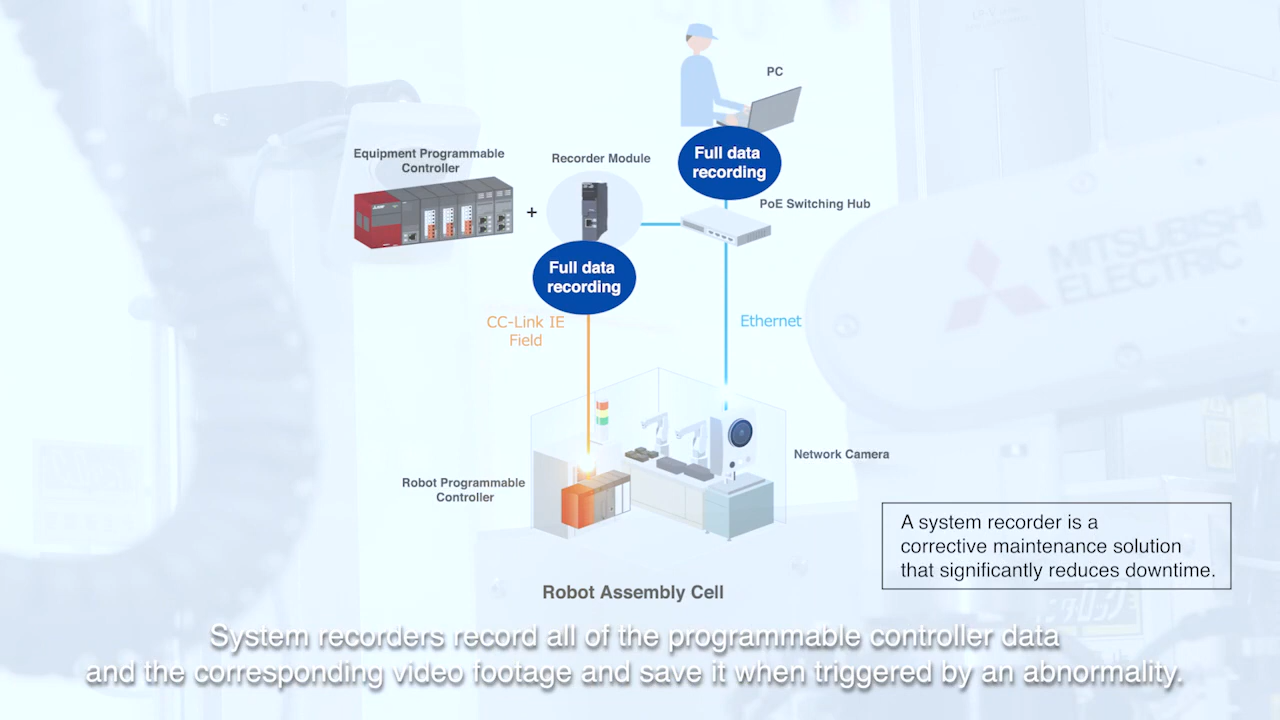 PC
Full data
recording
Equipment Programmable
Controller
Recorder Module
PoE Switching Hub
+
Full data
recording
CC-Link IE
Field
Ethernet
MITSUBISHI
ELECTRIC
Network Camera
Robot Programmable
Controller
A system recorder is a
corrective maintenance solution
that significantly reduces downtime.
Robot Assembly Cell
System recorders record all of the programmable controller data
and the corresponding video footage and save it when triggered by an abnormality.